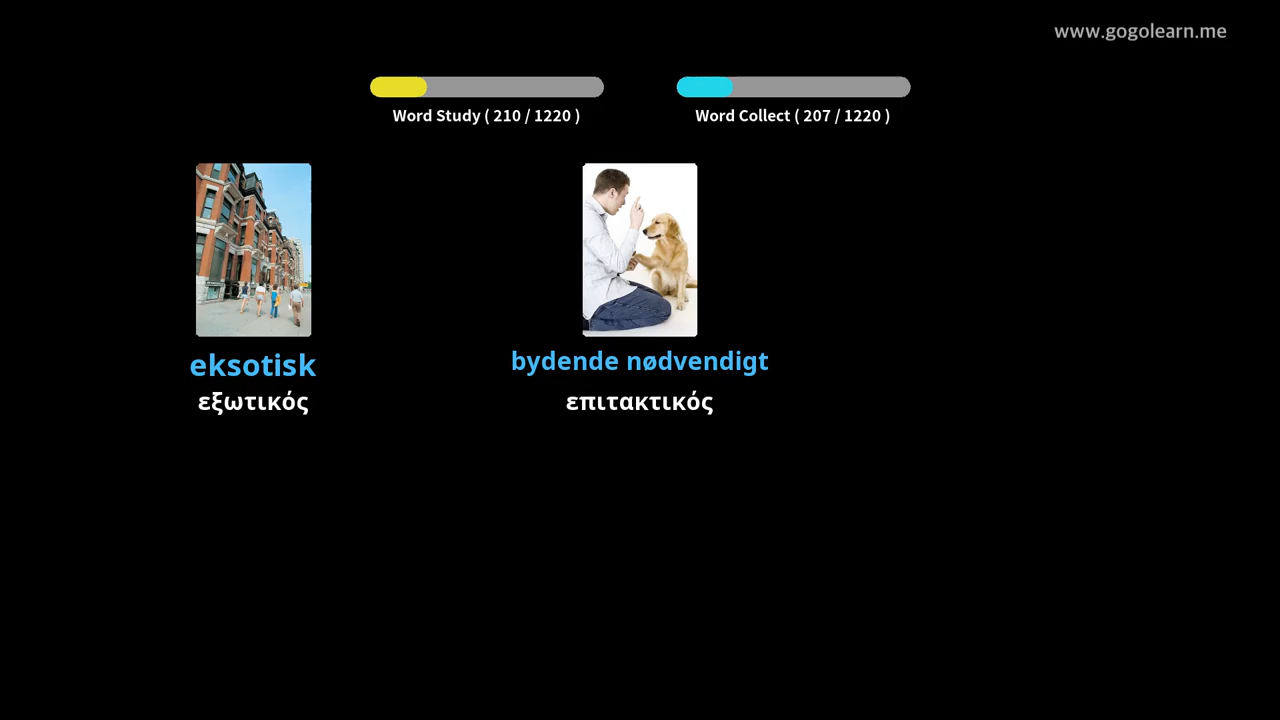 www.gogolearn.me
Word Study ( 210 / 1220 )
Word Collect ( 207 / 1220 )
eksotisk
εξωτικός
bydende nødvendigt
επιτακτικός